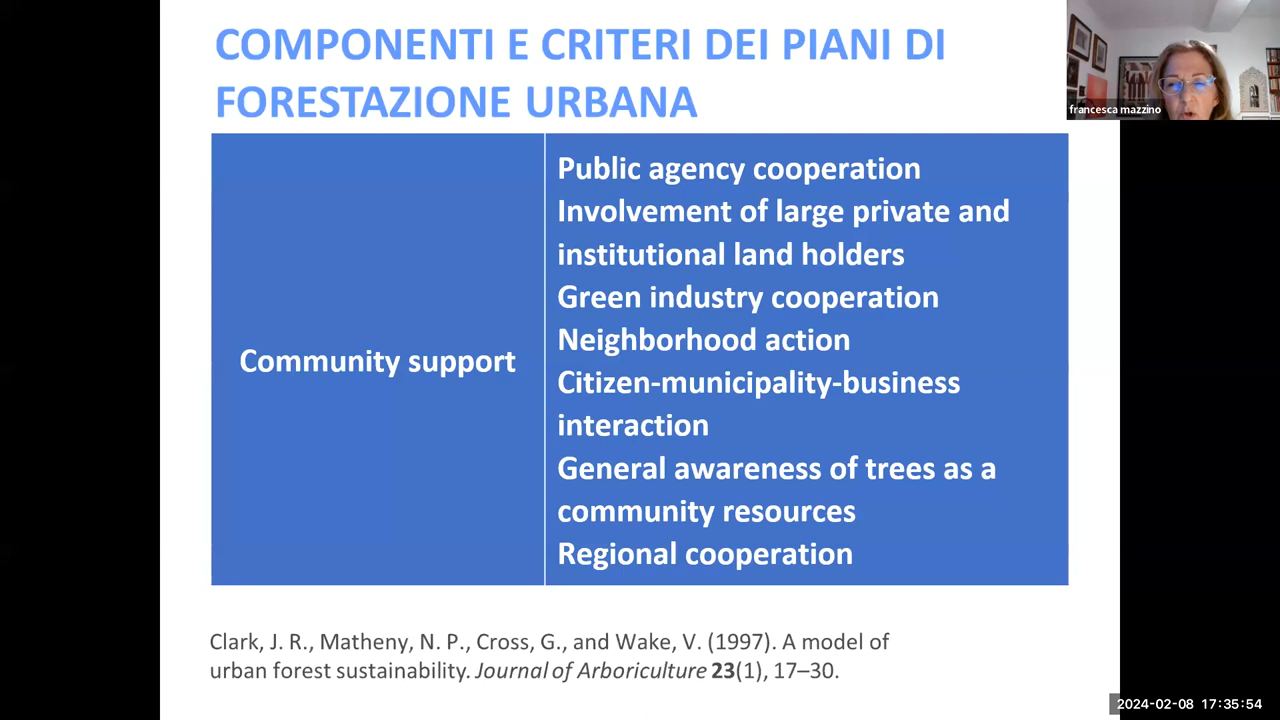 COMPONENTI E CRITERI DEI PIANI DI
FORESTAZIONE URBANA
francesca mazzino
Community support
Public agency cooperation
Involvement of large private and
institutional land holders
Green industry cooperation
Neighborhood action
Citizen-municipality-business
interaction
General awareness of trees as a
community resources
Regional cooperation
Clark, J. R., Matheny, N. P., Cross, G., and Wake, V. (1997). A model of
urban forest sustainability. Journal of Arboriculture 23(1), 17–30.
2024-02-08 17:35:54